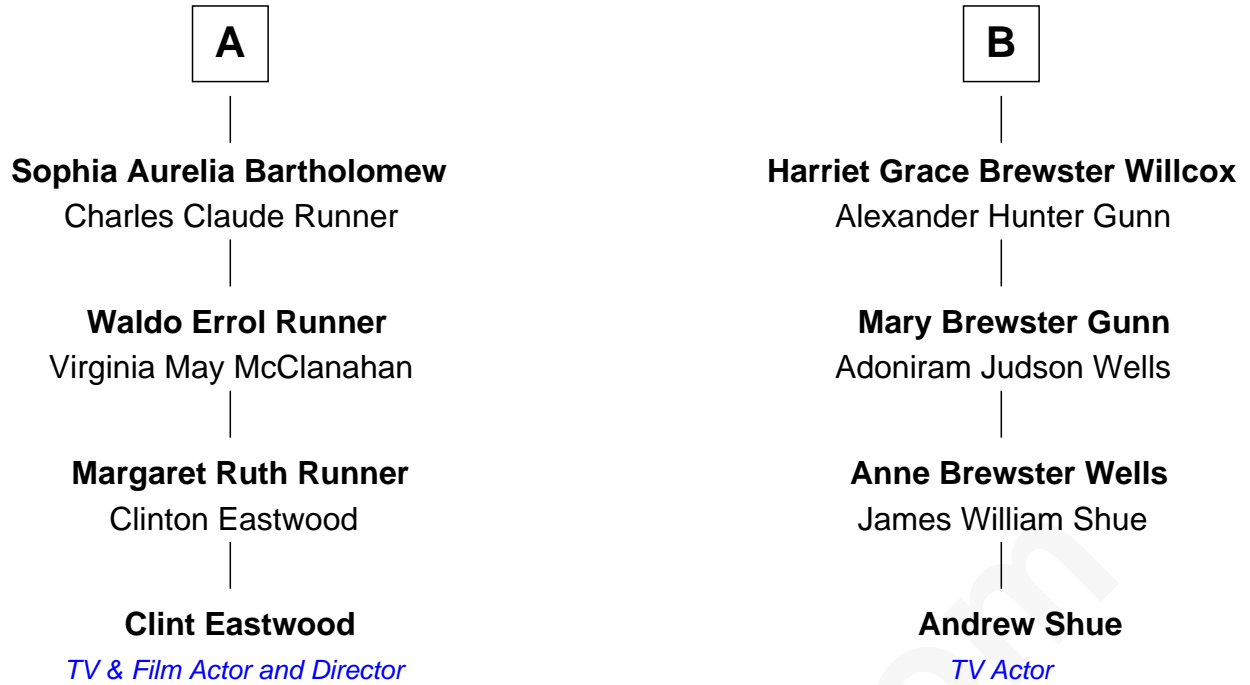 A
Sophia Aurelia Bartholomew
Charles Claude Runner
Waldo Errol Runner
Virginia May McClanahan
Margaret Ruth Runner
Clinton Eastwood
Clint Eastwood
TV & Film Actor and Director
B
Harriet Grace Brewster Willcox
Alexander Hunter Gunn
Mary Brewster Gunn
Adoniram Judson Wells
Anne Brewster Wells
James William Shue
Andrew Shue
TV Actor